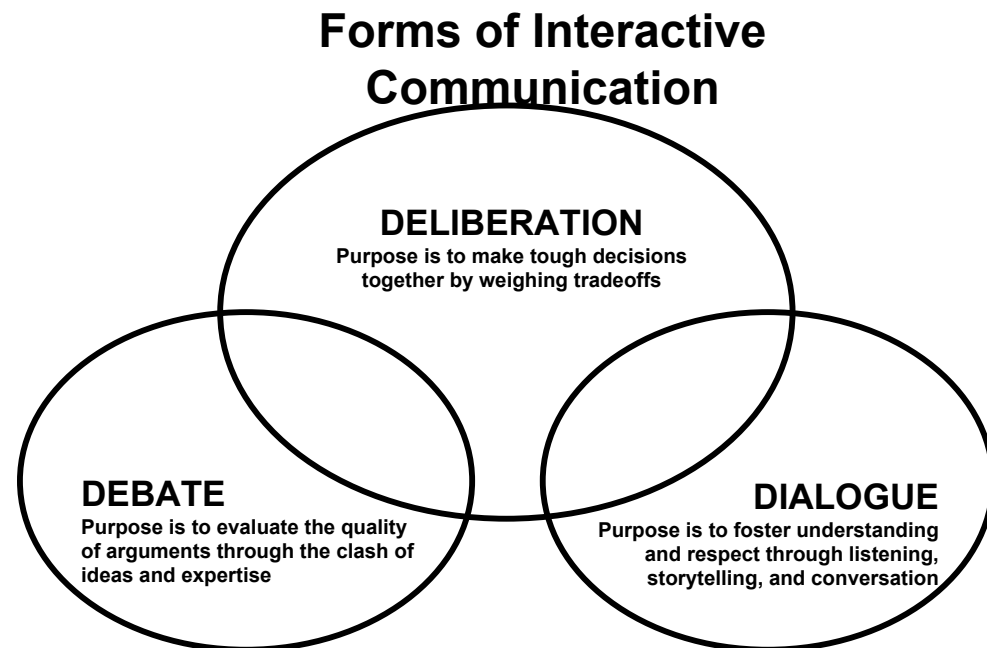 Forms of Interactive
Communication
DELIBERATION
Purpose is to make tough decisions
together by weighing tradeoffs
DEBATE
Purpose is to evaluate the quality
of arguments through the clash of
ideas and expertise
DIALOGUE
Purpose is to foster understanding
and respect through listening,
storytelling, and conversation